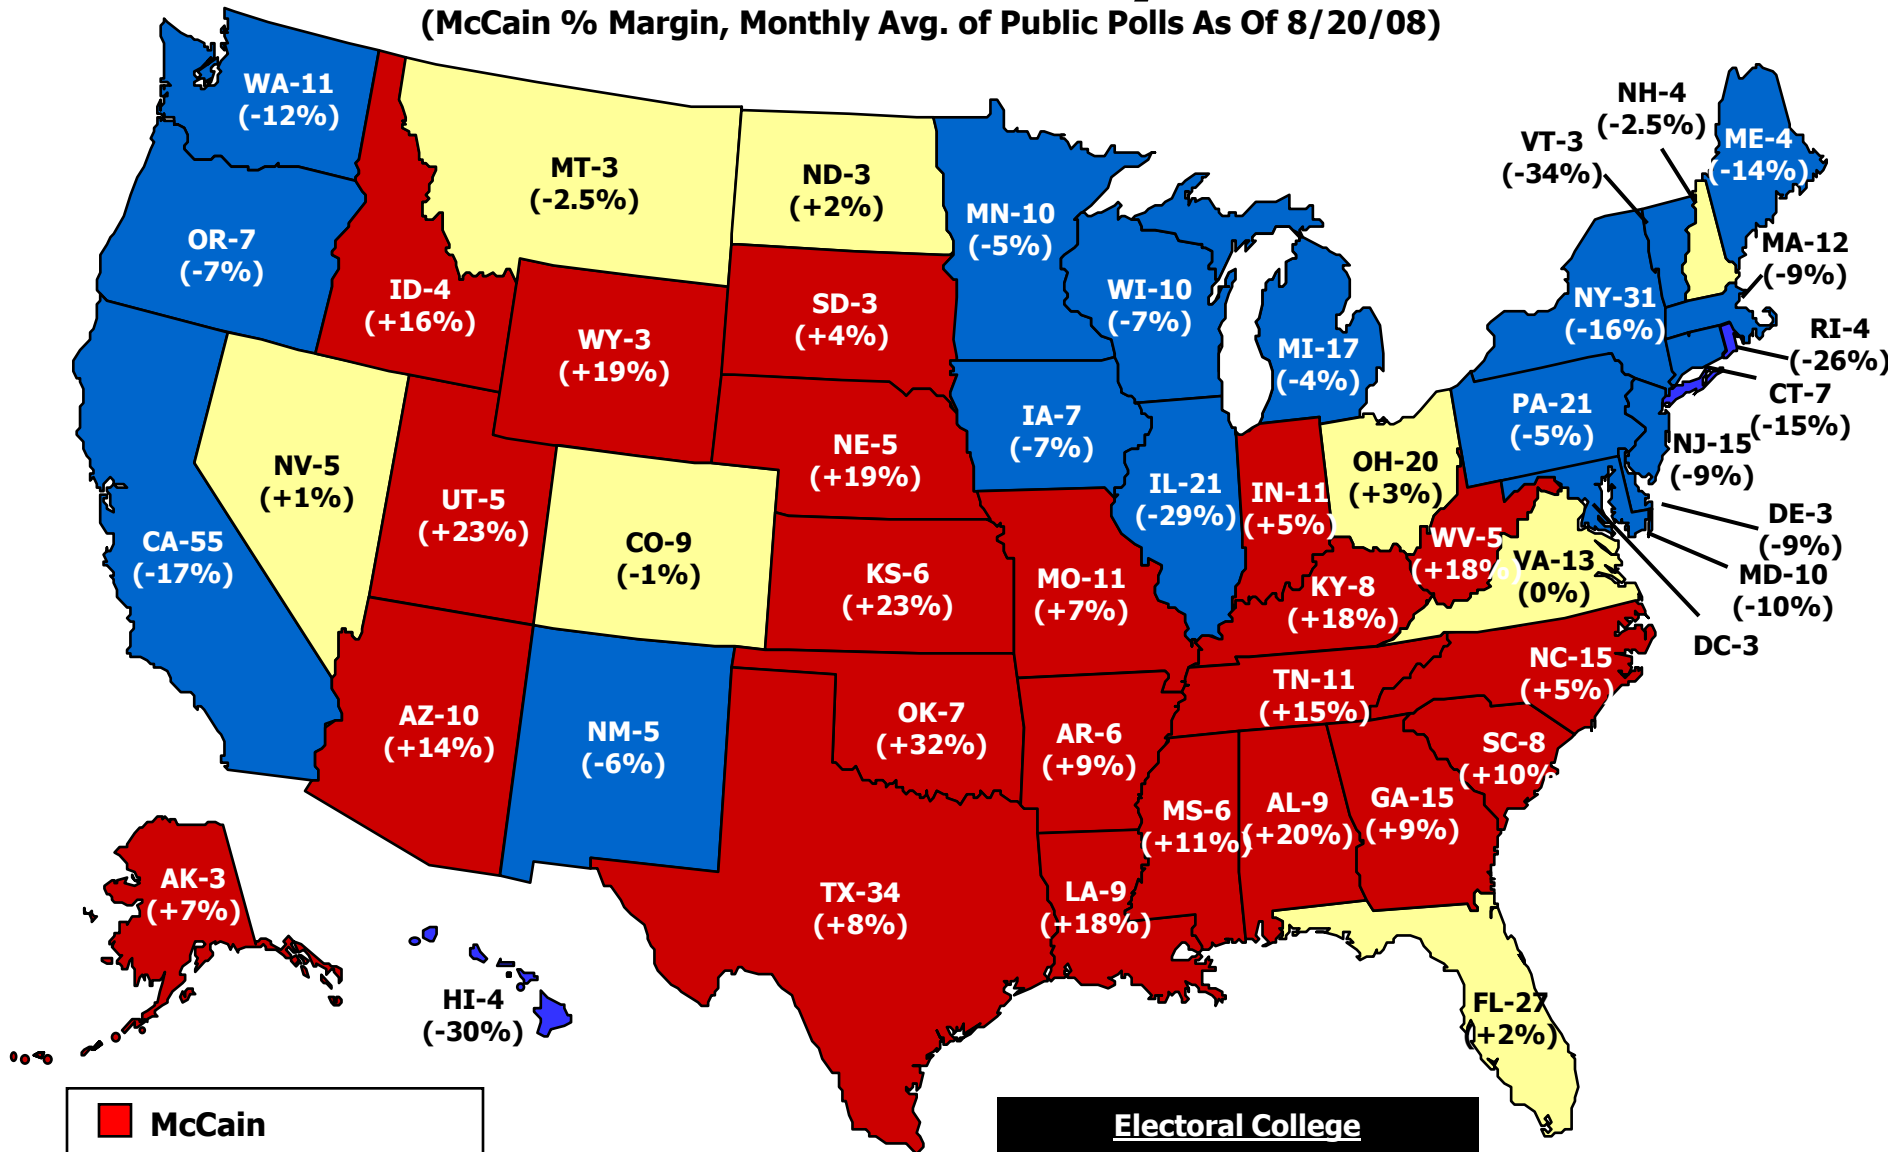 (McCain % Margin, Monthly Avg. of Public Polls As Of 8/20/08)
WA-11
(-12%)
OR-7
(-7%)
CA-55
(-17%)
ID-4
(+16%)
NV-5
(+1%)
MT-3
(-2.5%)
WY-3
(+19%)
UT-5
(+23%)
AZ-10
(+14%)
CO-9
(-1%)
NM-5
(-6%)
ND-3
(+2%)
SD-3
(+4%)
NE-5
(+19%)
KS-6
(+23%)
OK-7
(+32%)
TX-34
(+8%)
MN-10
(-5%)
IA-7
(-7%)
MO-11
(+7%)
AR-6
(+9%)
LA-9
(+18%)
WI-10
(-7%)
IL-21
(-29%)
MI-17
(-4%)
IN-11
(+5%)
OH-20
(+3%)
KY-8
(+18%)
TN-11
(+15%)
MS-6
(+11%)
AL-9
(+20%)
GA-15
(+9%)
FL-27
(+2%)
SC-8
(+10%
NC-15
(+5%)
VA-13
(0%)
WV-5
(+18%)
PA-21
(-5%)
NY-31
(-16%)
VT-3
(-34%)
NH-4
(-2.5%)
ME-4
(-14%)
MA-12
(-9%)
RI-4
(-26%)
CT-7
(-15%)
NJ-15
(-9%)
DE-3
(-9%)
MD-10
(-10%)
DC-3
AK-3
(+7%)
HI-4
(-30%)
McCain
Electoral College